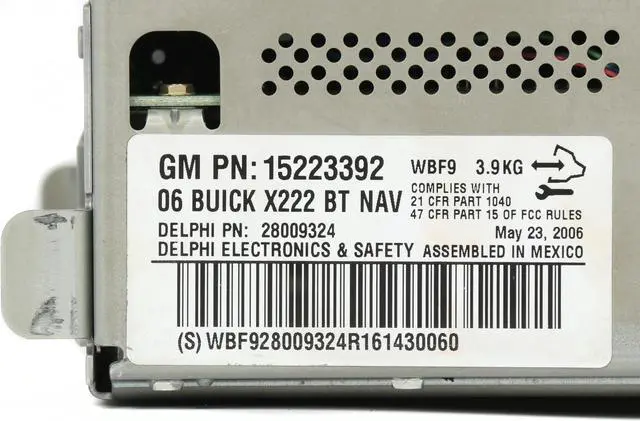 GM PN: 15223392 WBF9 3.9KG
06 BUICK X222 BT NAV COMPLIES WITH
21 CFR PART 1040
47 CFR PART 15 OF FCC RULES
DELPHI PN: 28009324 May 23, 2006
DELPHI ELECTRONICS & SAFETY ASSEMBLED IN MEXICO
(S) WBF928009324R161430060